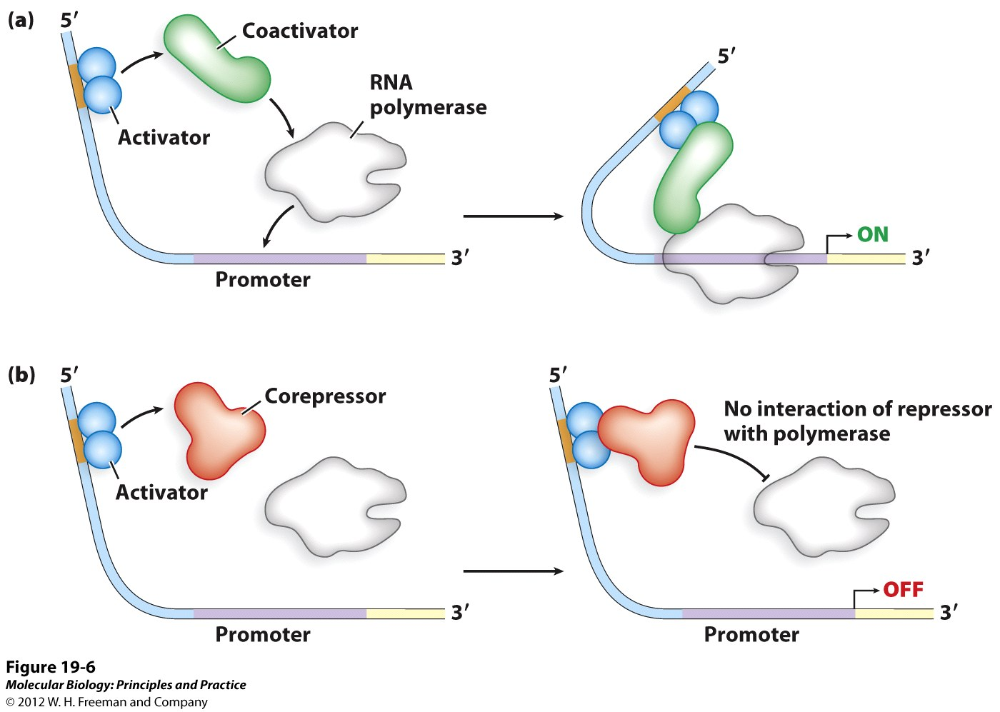 (a)
5′
Coactivator
RNA
polymerase
Activator
Promoter
3′
5′
ON
3′
(b)
5′
Corepressor
Activator
Promoter
3′
5′
No interaction of repressor
with polymerase
OFF
3′
Promoter
Figure 19-6
Molecular Biology: Principles and Practice
© 2012 W. H. Freeman and Company